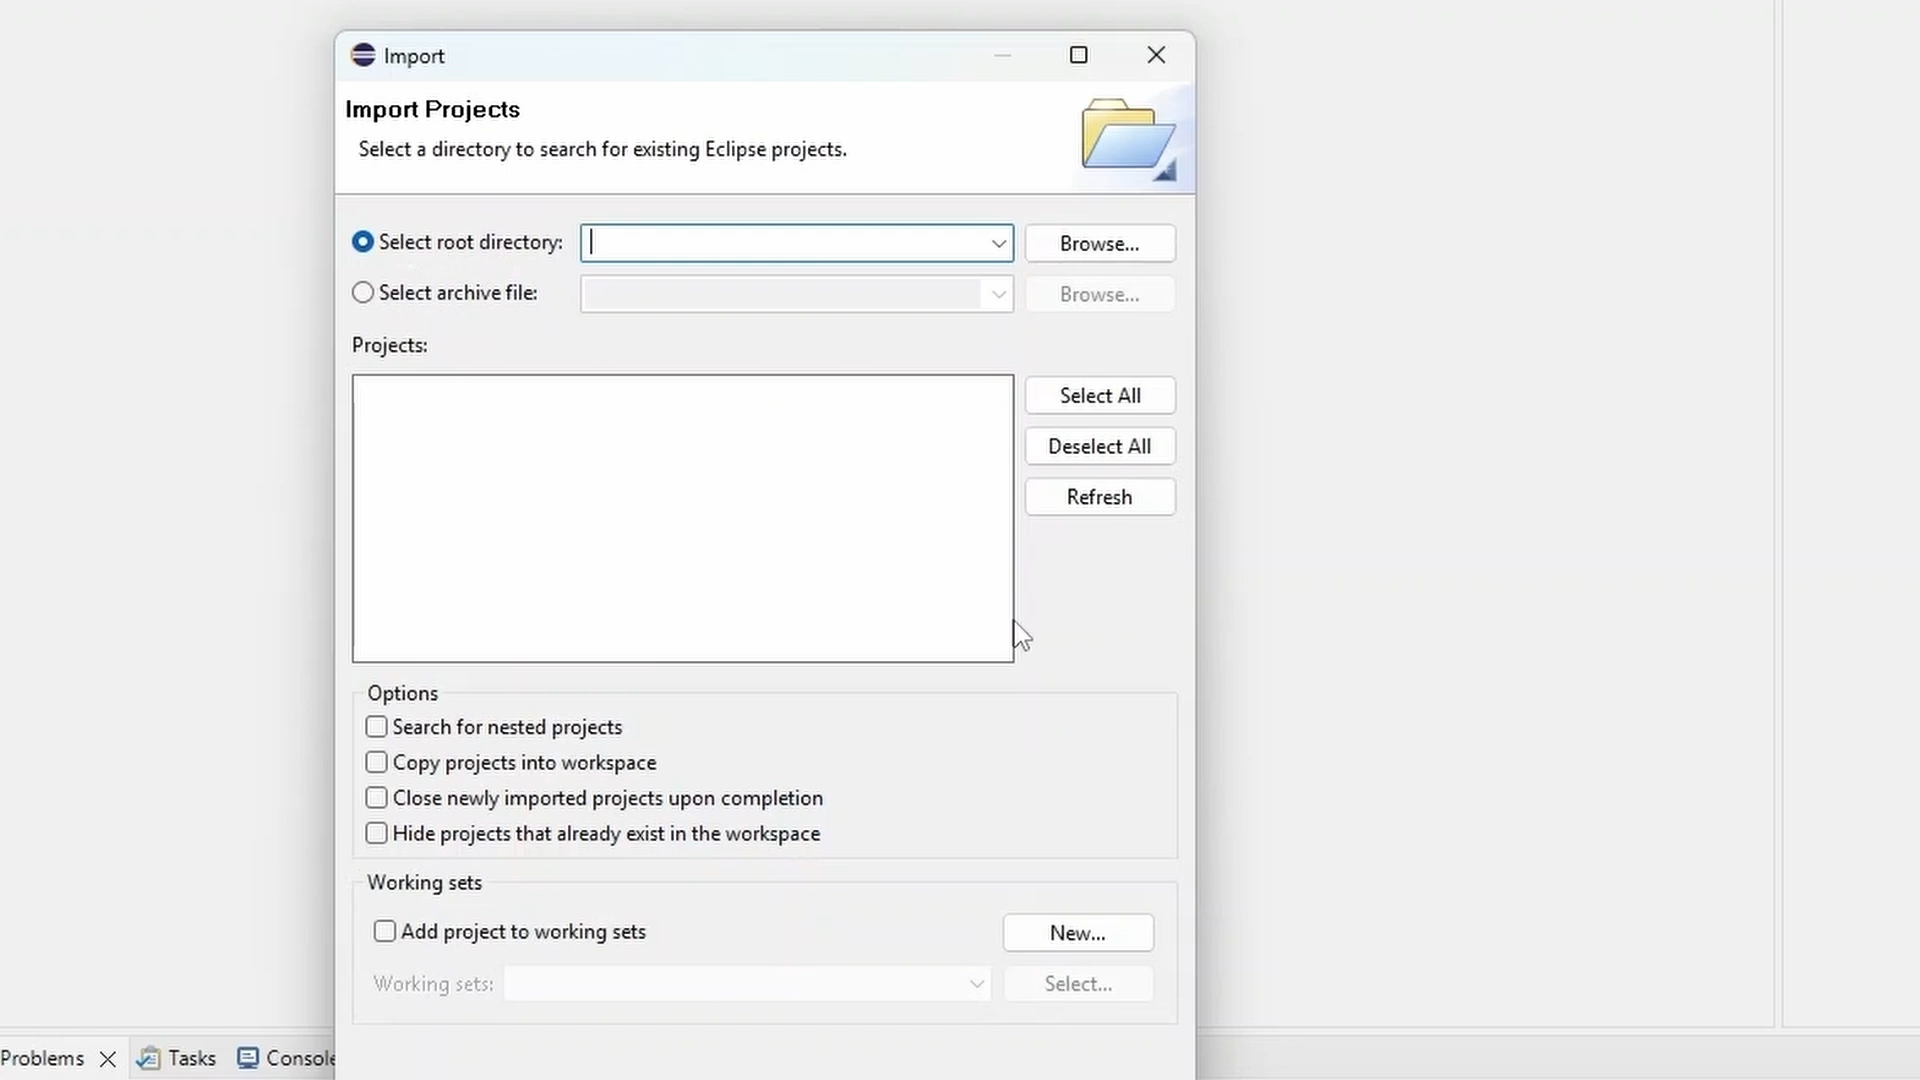 Import
Import Projects
Select a directory to search for existing Eclipse projects.
Select root directory:
Browse...
Select archive file:
Browse...
Projects:
Select All
Deselect All
Refresh
Options
Search for nested projects
Copy projects into workspace
Close newly imported projects upon completion
Hide projects that already exist in the workspace
Working sets
Add project to working sets
New...
Working sets:
Select...
Problems
Tasks
Console